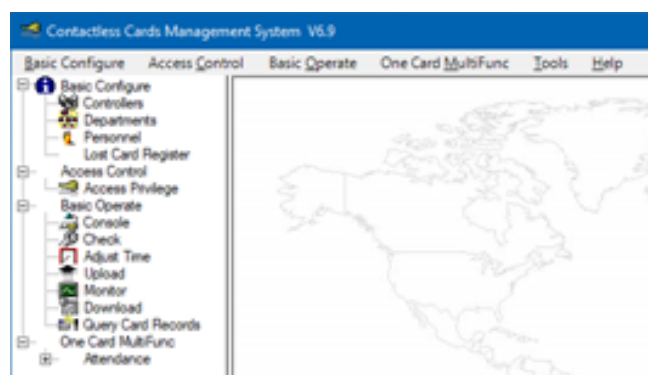 Contactless Cards Management System V6.9
Basic Configure Access Control Basic Operate One Card MultiFunc Tools Help
Basic Configure
Controllers
Departments
Personnel
Lost Card Register
Access Control
Access Privilege
Basic Operate
Console
Check
Adjust Time
Upload
Monitor
Download
Query Card Records
One Card MultiFunc
Attendance